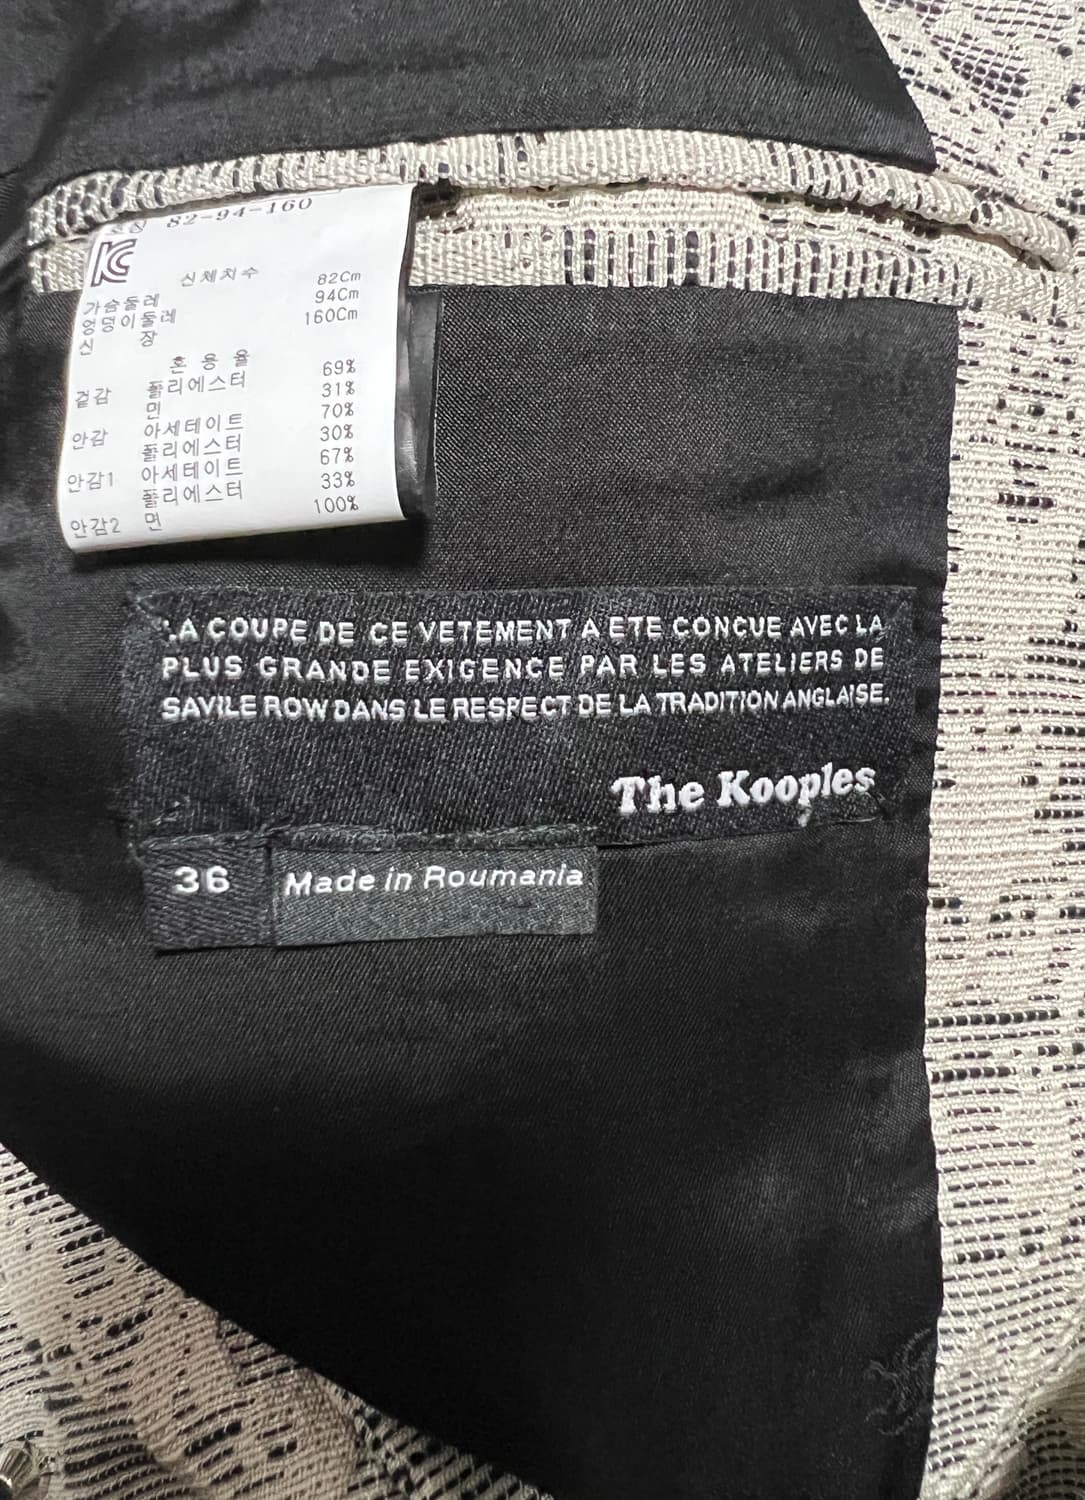 82-94-160
KC
신체치수
가슴둘레 82Cm
엉덩이둘레 94Cm
신 장 160Cm
혼 용 율
겉감 폴리에스터 69%
면 31%
안감 아세테이트 70%
폴리에스터 30%
안감1 아세테이트 67%
폴리에스터 33%
안감2 면 100%
LA COUPE DE CE VETEMENT A ETE CONCUE AVEC LA
PLUS GRANDE EXIGENCE PAR LES ATELIERS DE
SAVILE ROW DANS LE RESPECT DE LA TRADITION ANGLAISE.
The Kooples
36
Made in Roumania